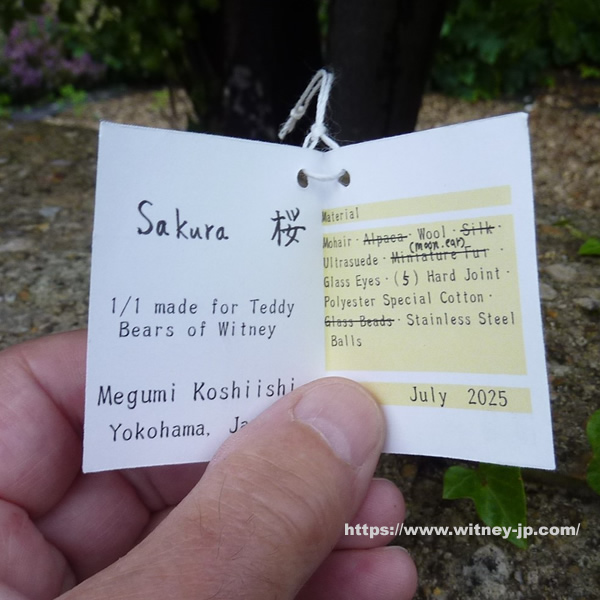 Sakura 桜
1/1 made for Teddy
Bears of Witney
Megumi Koshiishi
Yokohama,
Material
Mohair · Alpaca · Wool · Silk ·
(moon.ear)
Ultrasuede · Miniature Fur ·
Glass Eyes · (5) Hard Joint ·
Polyester Special Cotton ·
Glass Beads · Stainless Steel
Balls
July 2025
https://www.witney-jp.com/